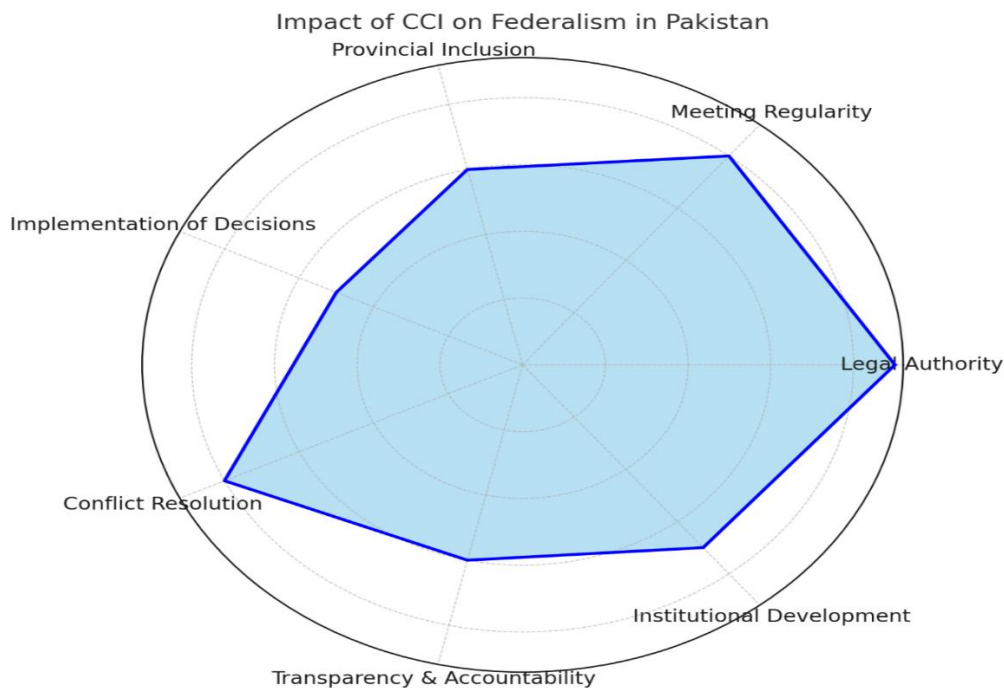 Impact of CCI on Federalism in Pakistan
Provincial Inclusion
Meeting Regularity
Implementation of Decisions
Legal Authority
Conflict Resolution
Institutional Development
Transparency & Accountability